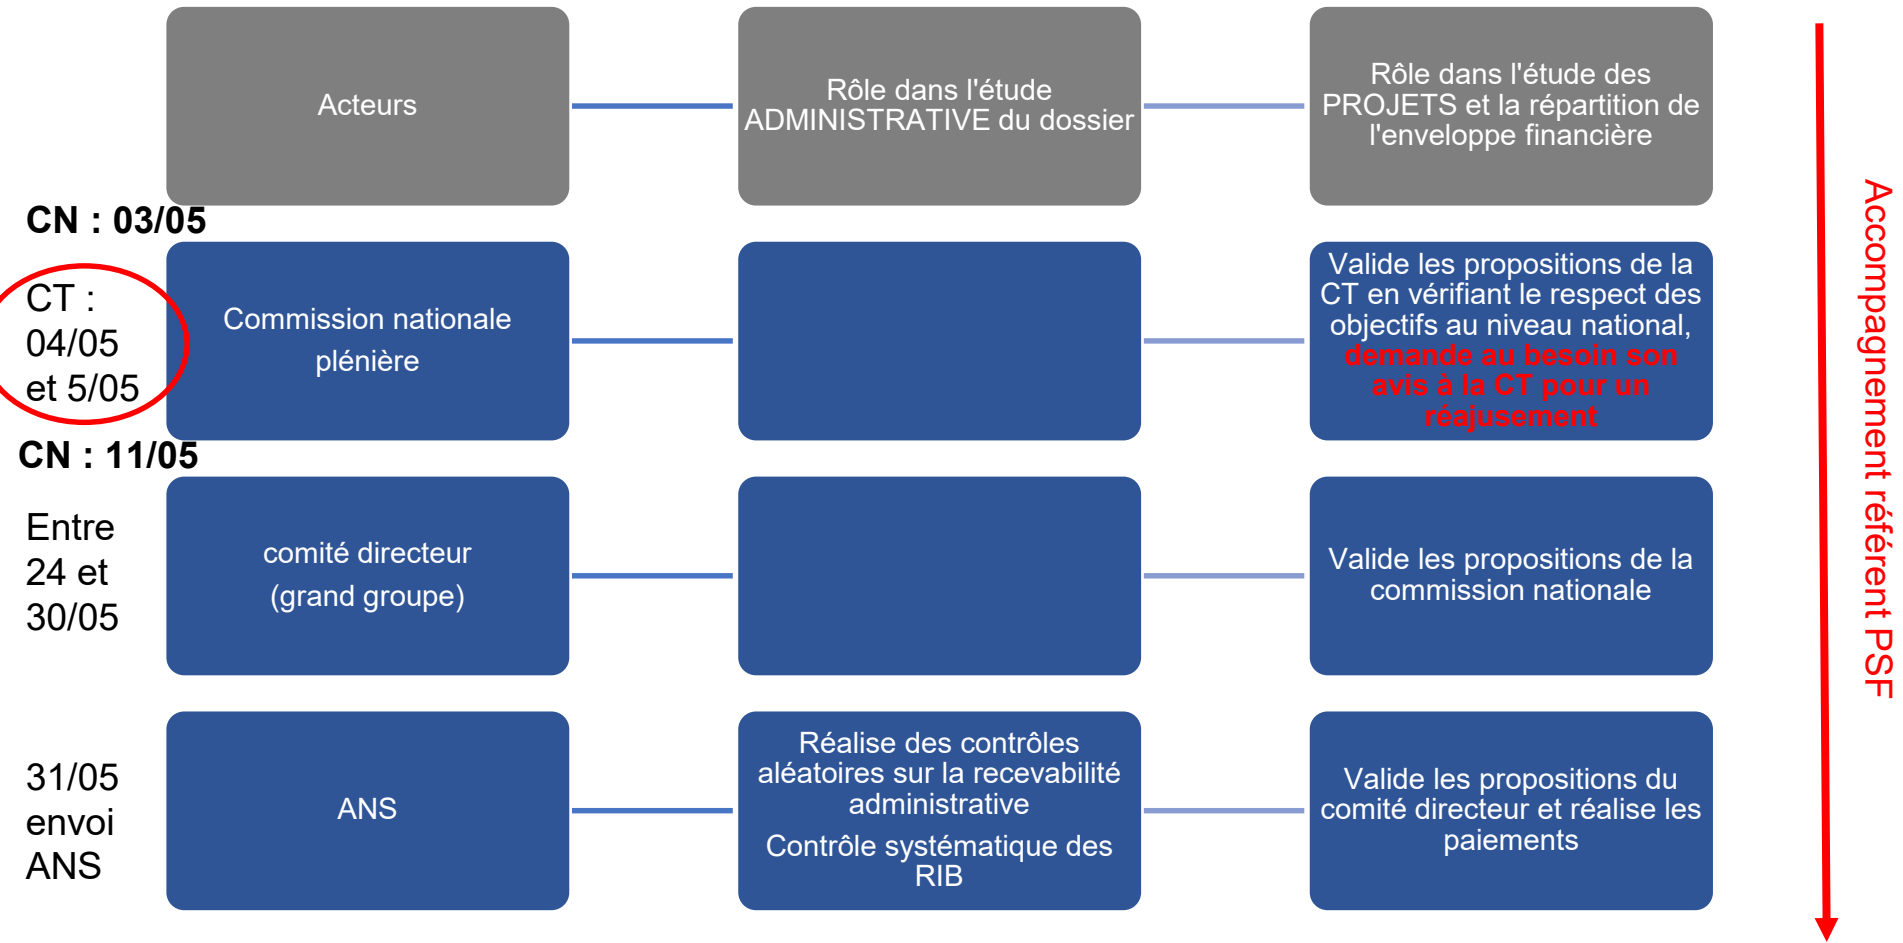 Acteurs
Rôle dans l'étude
ADMINISTRATIVE du dossier
Rôle dans l'étude des
PROJETS et la répartition de
l'enveloppe financière
CN : 03/05
CT :
04/05
et 5/05
Commission nationale
plénière
Valide les propositions de la
CT en vérifiant le respect des
objectifs au niveau national,
demande au besoin son
avis à la CT pour un
réajusement
CN : 11/05
Entre
24 et
30/05
comité directeur
(grand groupe)
Valide les propositions de la
commission nationale
31/05
envoi
ANS
ANS
Réalise des contrôles
aléatoires sur la recevabilité
administrative
Contrôle systématique des
RIB
Valide les propositions du
comité directeur et réalise les
paiements
Accompagnement référent PSF